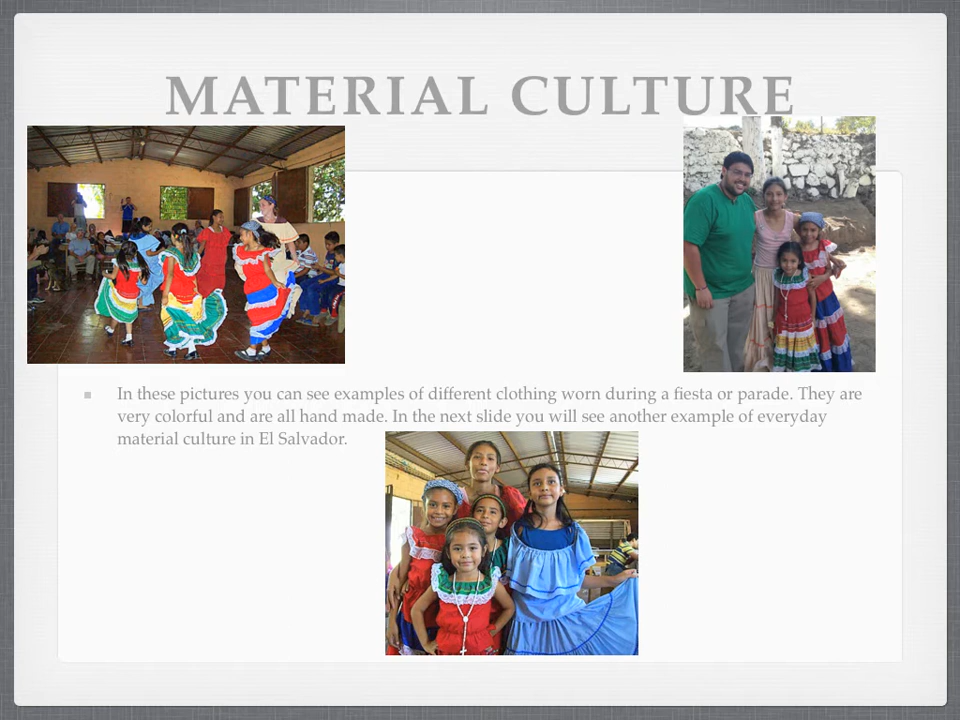 MATERIAL CULTURE
In these pictures you can see examples of different clothing worn during a fiesta or parade. They are
very colorful and are all hand made. In the next slide you will see another example of everyday
material culture in El Salvador.